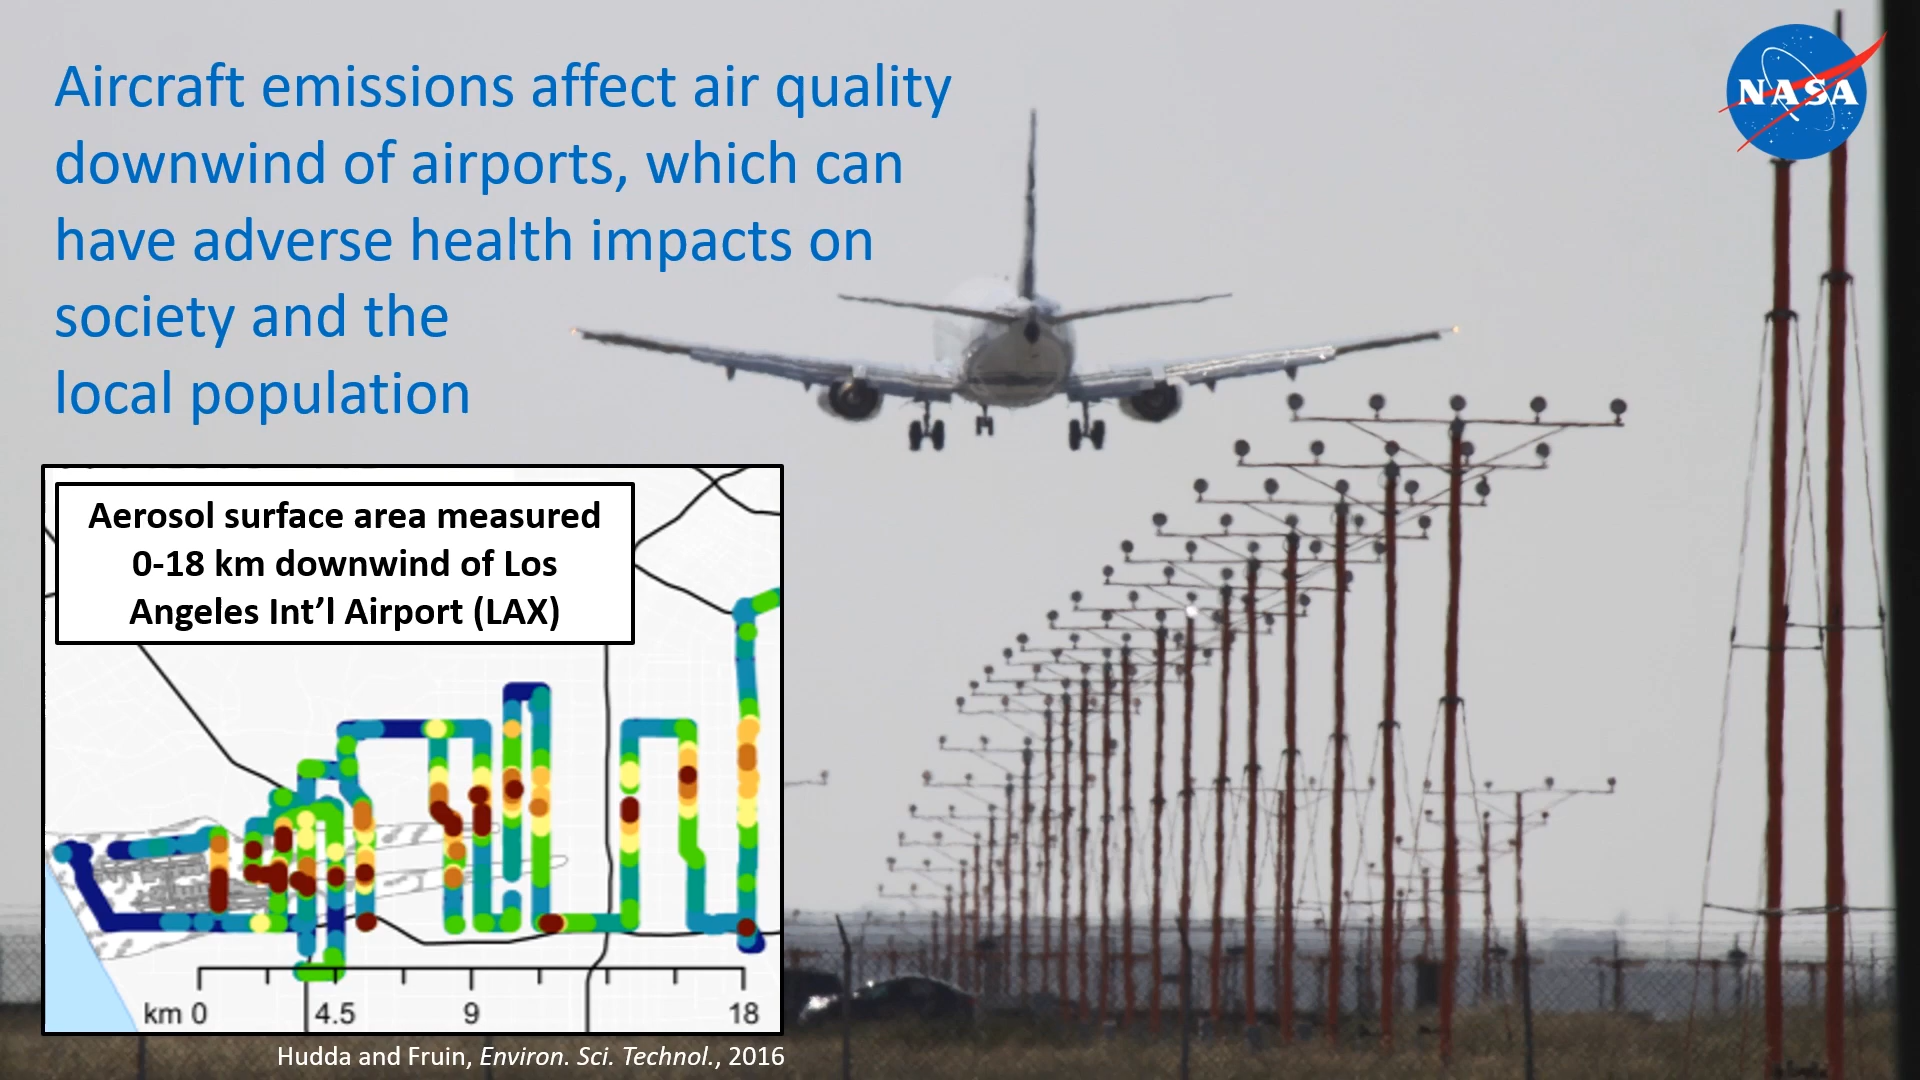 Aircraft emissions affect air quality
downwind of airports, which can
have adverse health impacts on
society and the
local population
NASA
Aerosol surface area measured
0-18 km downwind of Los
Angeles Int’l Airport (LAX)
km 0 4.5 9 18
Hudda and Fruin, Environ. Sci. Technol., 2016